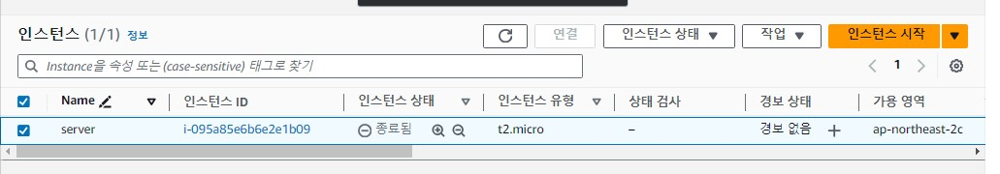 인스턴스 (1/1) 정보 연결 인스턴스 상태 작업 인스턴스 시작
Instance을 속성 또는 (case-sensitive) 태그로 찾기 1
Name 인스턴스 ID 인스턴스 상태 인스턴스 유형 상태 검사 경보 상태 가용 영역
server i-095a85e6b6e2e1b09 종료됨 t2.micro – 경보 없음 ap-northeast-2c